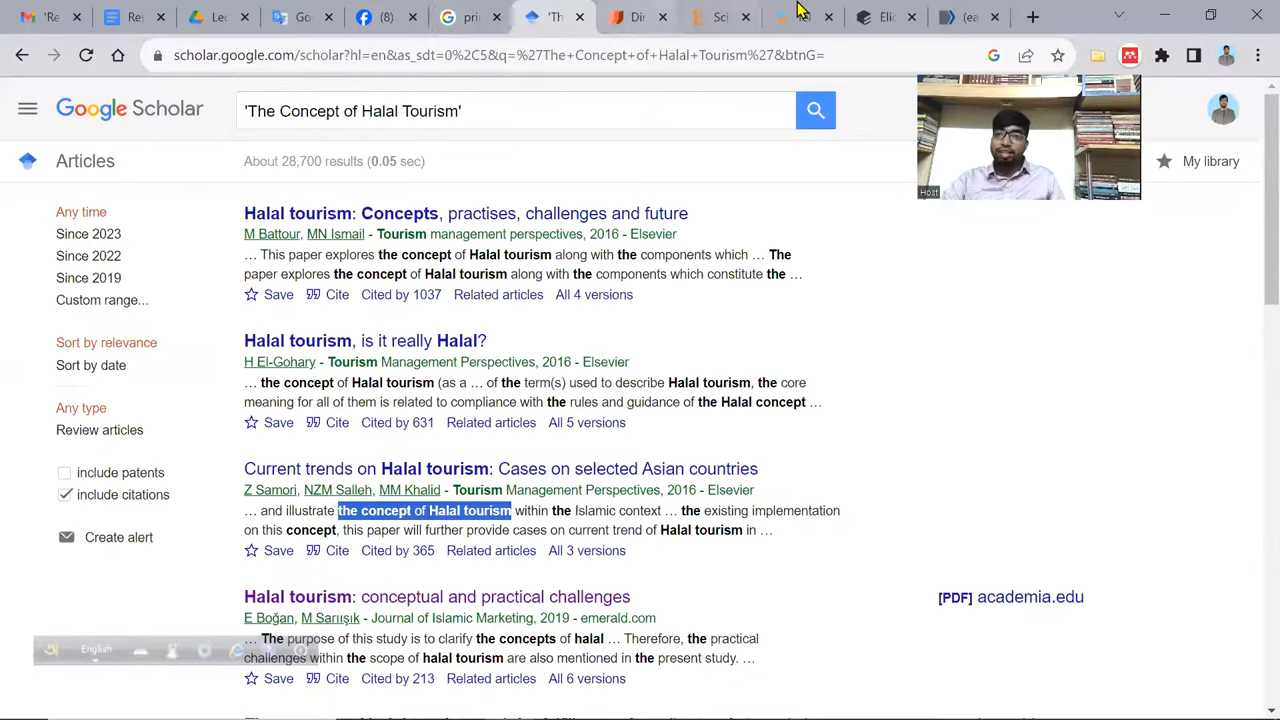 Res
Rec
Lec
Goo
(8)
pris
'Th
Dir
Sci
Elic
(ee
scholar.google.com/scholar?hl=en&as_sdt=0%2C5&q=%27The+Concept+of+Halal+Tourism%27&btnG=
Google Scholar
'The Concept of Halal Tourism'
Articles
About 28,700 results (0.05 sec)
My library
Host
Any time
Since 2023
Since 2022
Since 2019
Custom range...
Sort by relevance
Sort by date
Any type
Review articles
include patents
include citations
Create alert
Halal tourism: Concepts, practises, challenges and future
M Battour, MN Ismail - Tourism management perspectives, 2016 - Elsevier
… This paper explores the concept of Halal tourism along with the components which … The
paper explores the concept of Halal tourism along with the components which constitute the …
Save Cite Cited by 1037 Related articles All 4 versions
Halal tourism, is it really Halal?
H El-Gohary - Tourism Management Perspectives, 2016 - Elsevier
… the concept of Halal tourism (as a … of the term(s) used to describe Halal tourism, the core
meaning for all of them is related to compliance with the rules and guidance of the Halal concept …
Save Cite Cited by 631 Related articles All 5 versions
Current trends on Halal tourism: Cases on selected Asian countries
Z Samori, NZM Salleh, MM Khalid - Tourism Management Perspectives, 2016 - Elsevier
… and illustrate the concept of Halal tourism within the Islamic context … the existing implementation
on this concept, this paper will further provide cases on current trend of Halal tourism in …
Save Cite Cited by 365 Related articles All 3 versions
Halal tourism: conceptual and practical challenges
[PDF] academia.edu
E Boğan, M Sarıışık - Journal of Islamic Marketing, 2019 - emerald.com
… The purpose of this study is to clarify the concepts of halal … Therefore, the practical
challenges within the scope of halal tourism are also mentioned in the present study. …
Save Cite Cited by 213 Related articles All 6 versions
English